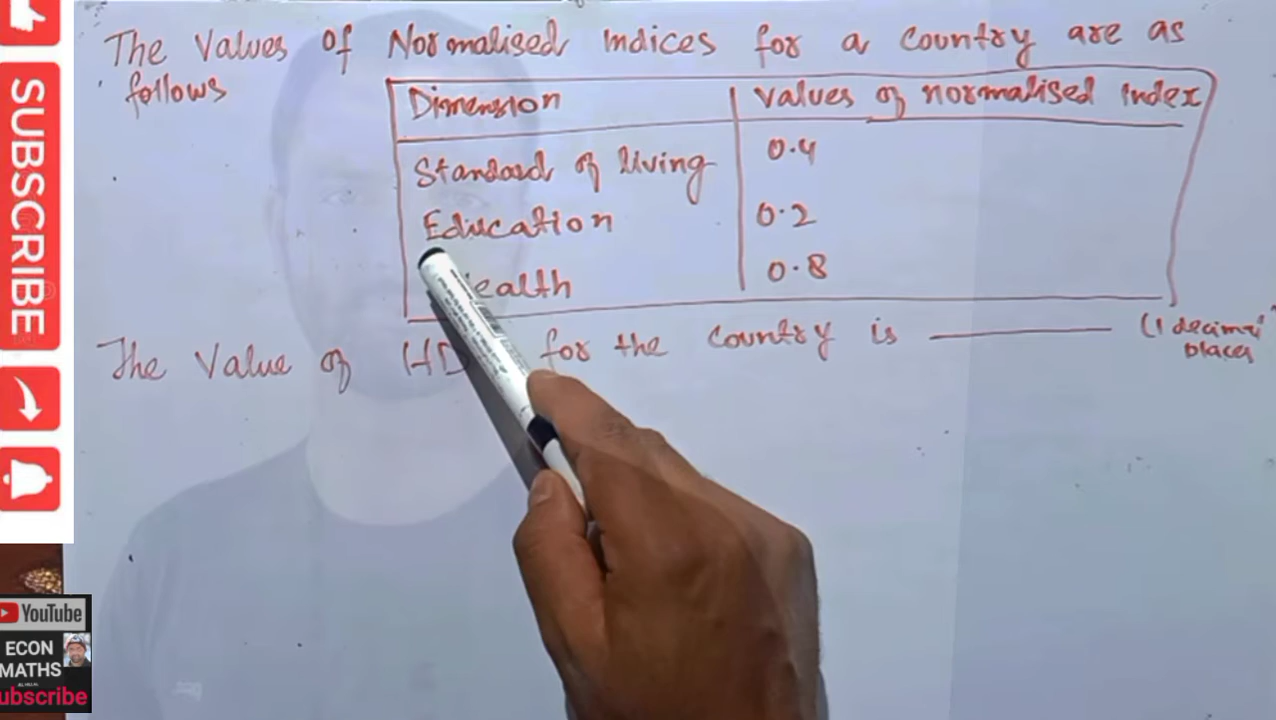 The Values of Normalised Indices for a Country are as
follows
Dimension Values of normalised Index
Standard of living 0.4
Education 0.2
ealth 0.8
The Value of HD for the Country is (1 decimal
places
SUBSCRIBE
YouTube
ECON
MATHS
ubscribe